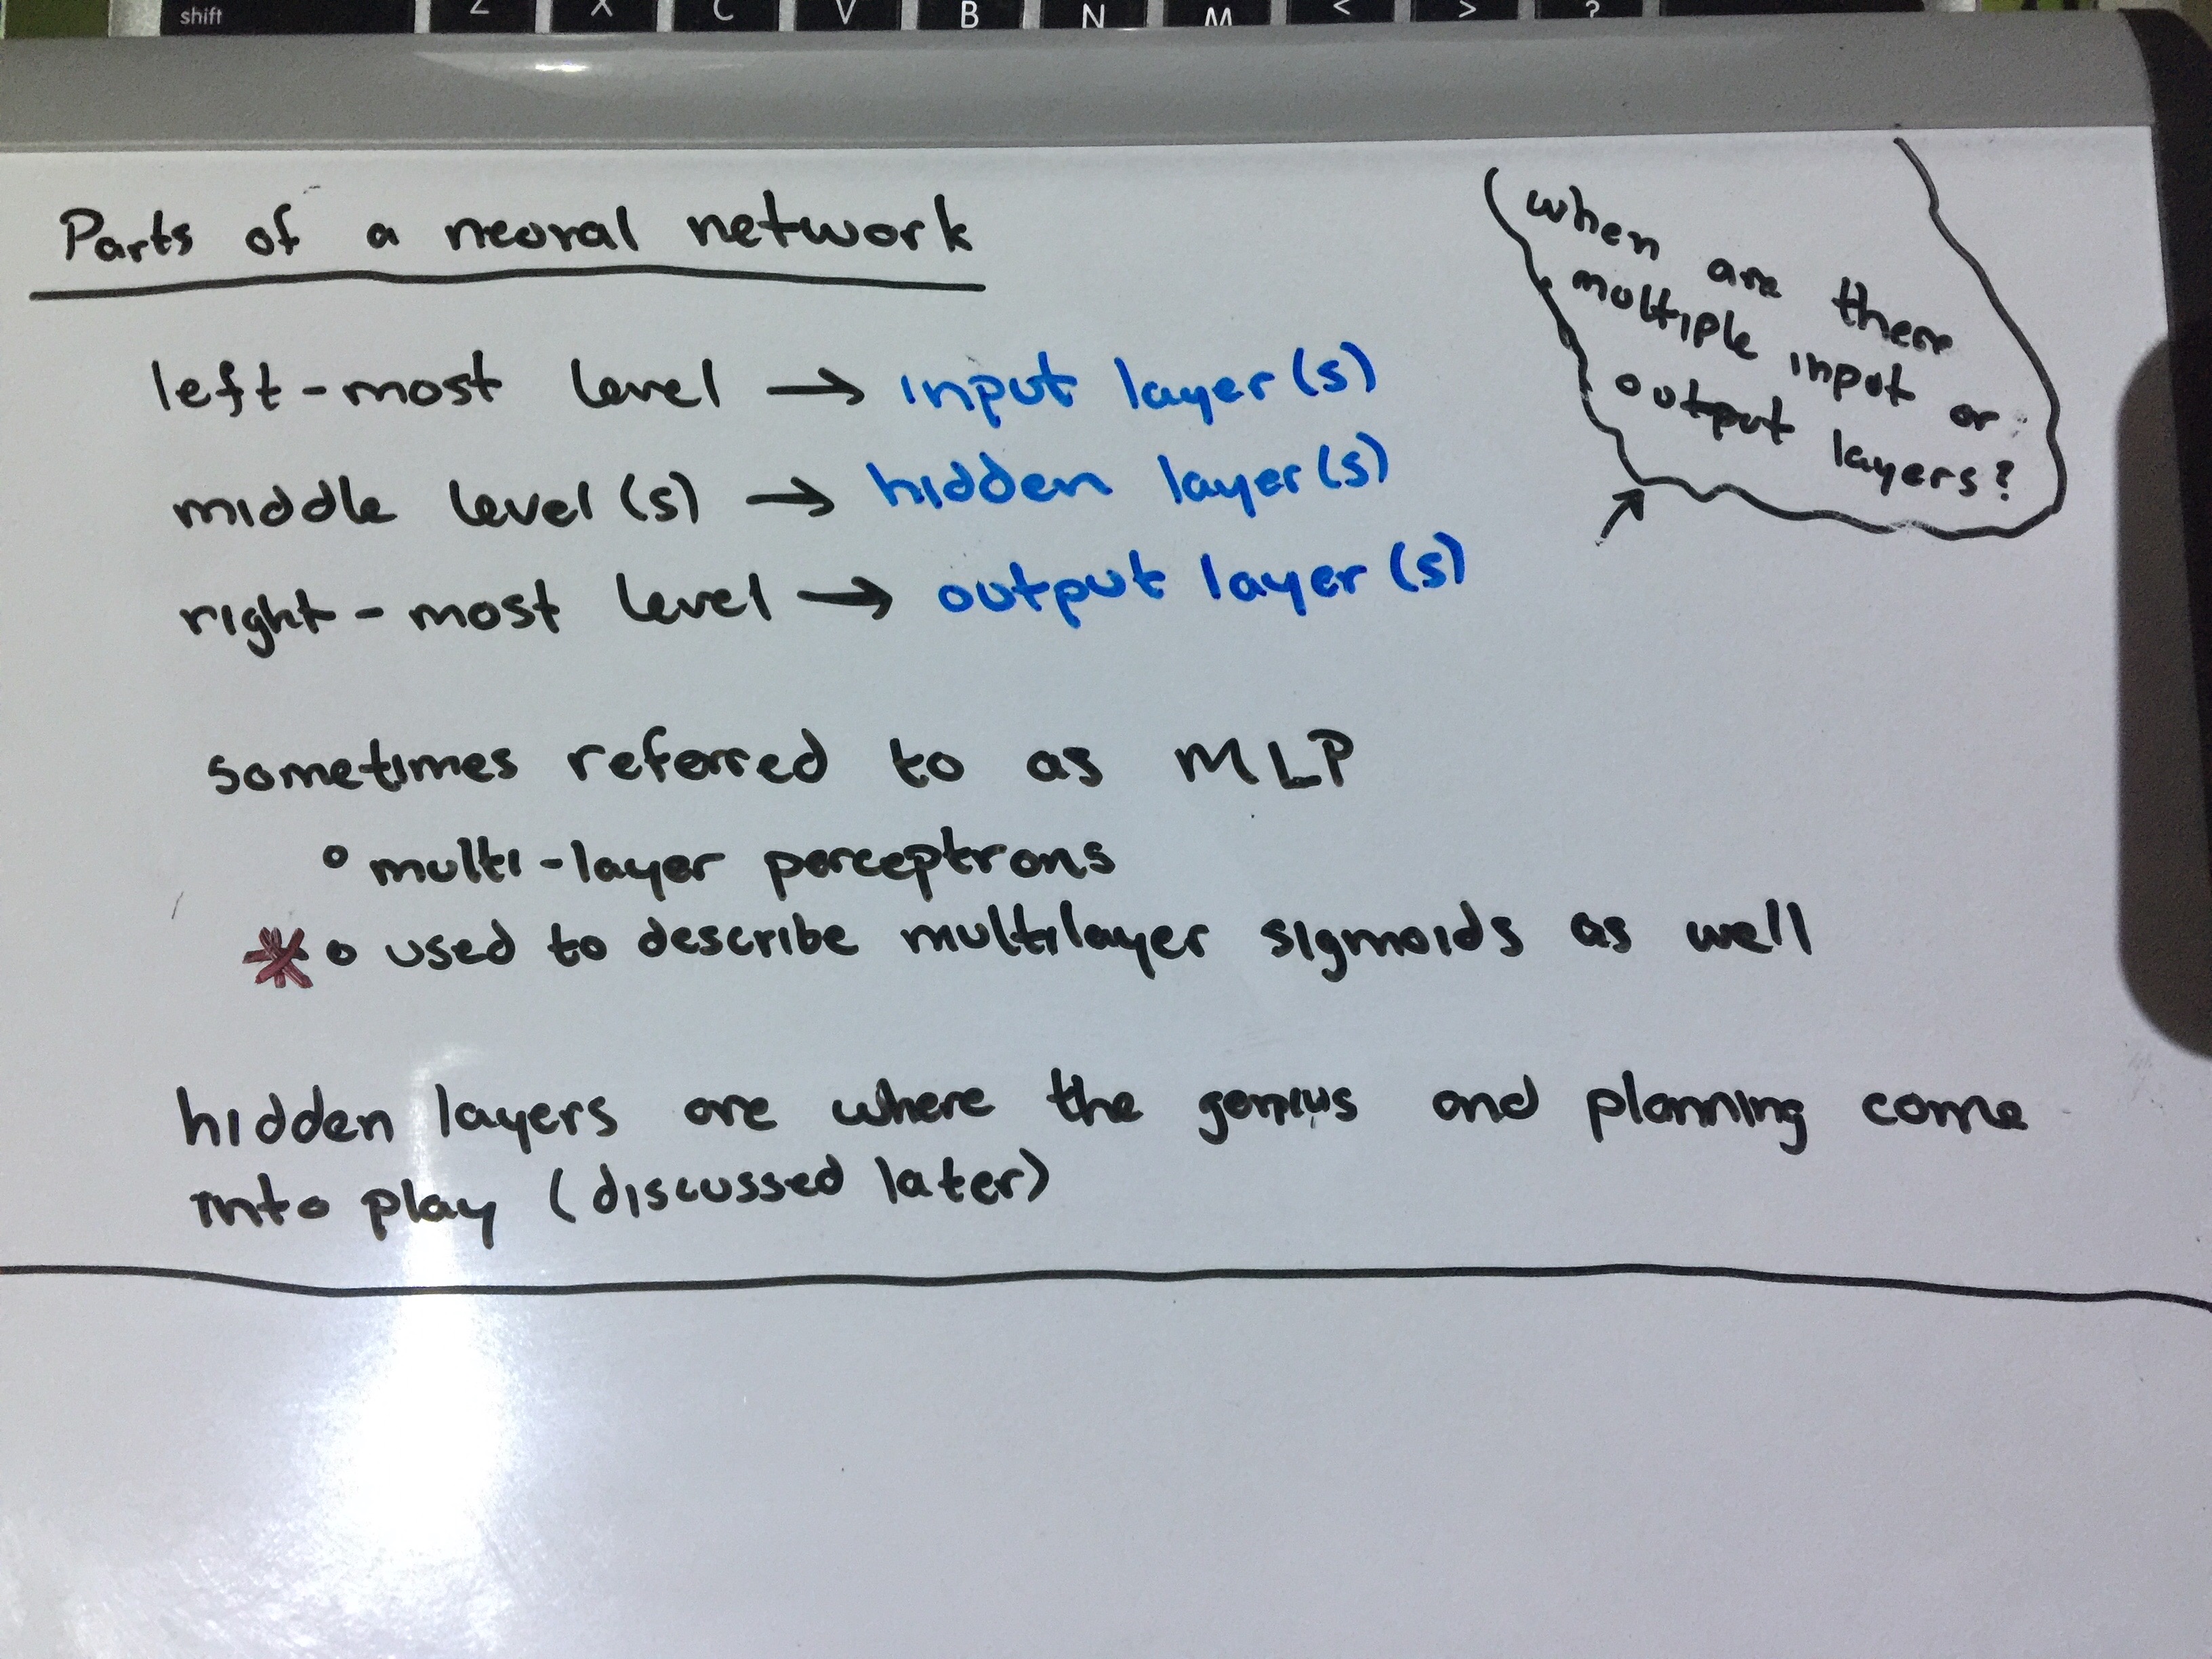 shift Z X C V B N M < > ?
Parts of a neural network
left-most level → input layer(s)
middle level(s) → hidden layer(s)
right-most level → output layer(s)
(when are there
multiple input or
output layers?
sometimes referred to as MLP
° multi-layer perceptrons
* ° used to describe multilayer sigmoids as well
hidden layers are where the genius and planning come
into play (discussed later)